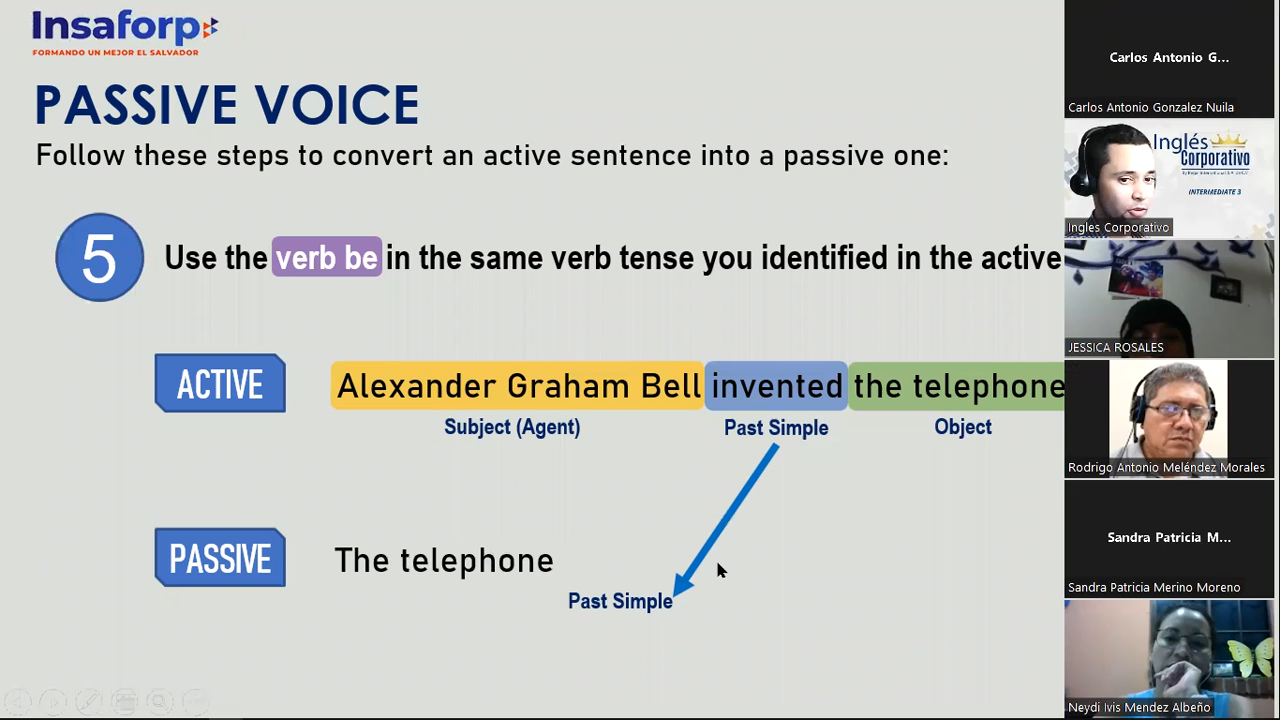 Insaforp
FORMANDO UN MEJOR EL SALVADOR
PASSIVE VOICE
Follow these steps to convert an active sentence into a passive one:
5
Use the verb be in the same verb tense you identified in the active
ACTIVE
Alexander Graham Bell invented the telephone
Subject (Agent) Past Simple Object
PASSIVE
The telephone
Past Simple
Carlos Antonio G...
Carlos Antonio Gonzalez Nuila
Inglés
Corporativo
INTERMEDIATE 3
Ingles Corporativo
JESSICA ROSALES
Rodrigo Antonio Meléndez Morales
Sandra Patricia M...
Sandra Patricia Merino Moreno
Neydi Ivis Mendez Albeño